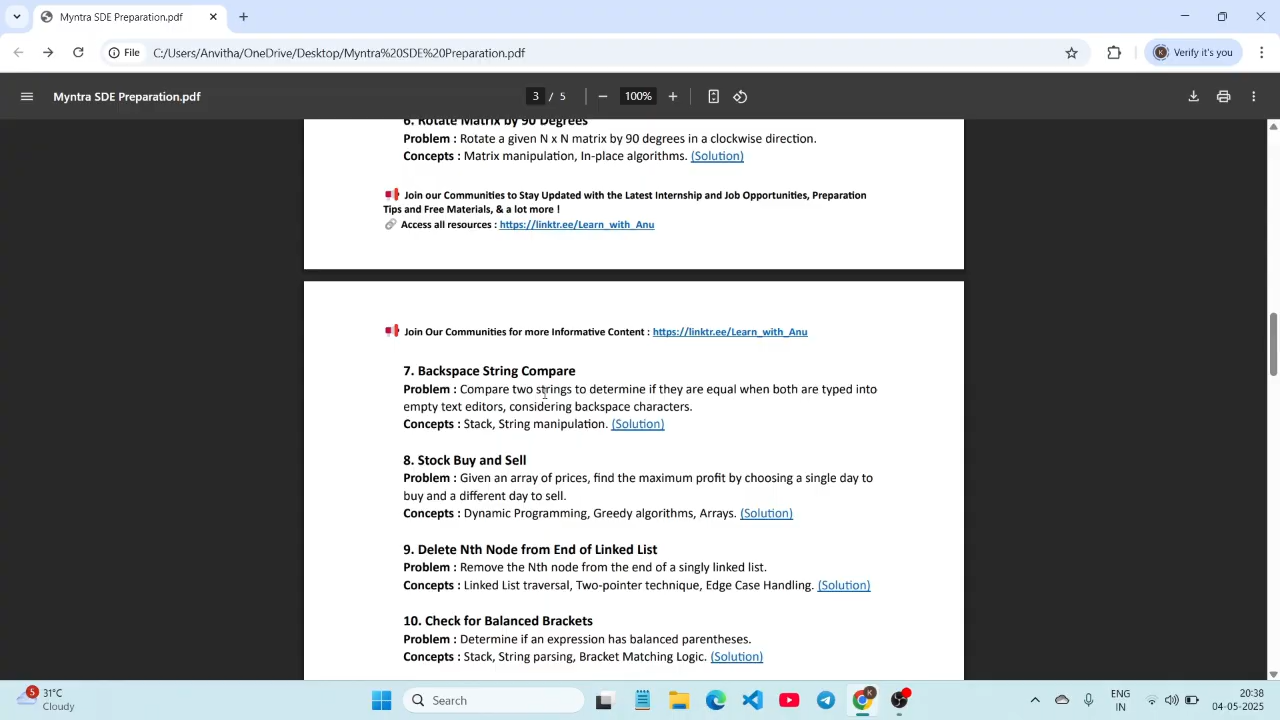 Myntra SDE Preparation.pdf
File
C:/Users/Anvitha/OneDrive/Desktop/Myntra%20SDE%20Preparation.pdf
K
Verify it's you
Myntra SDE Preparation.pdf
3 / 5
100%
6. Rotate Matrix by 90 Degrees
Problem : Rotate a given N x N matrix by 90 degrees in a clockwise direction.
Concepts : Matrix manipulation, In-place algorithms. (Solution)
Join our Communities to Stay Updated with the Latest Internship and Job Opportunities, Preparation
Tips and Free Materials, & a lot more !
Access all resources : https://linktr.ee/Learn_with_Anu
Join Our Communities for more Informative Content : https://linktr.ee/Learn_with_Anu
7. Backspace String Compare
Problem : Compare two strings to determine if they are equal when both are typed into
empty text editors, considering backspace characters.
Concepts : Stack, String manipulation. (Solution)
8. Stock Buy and Sell
Problem : Given an array of prices, find the maximum profit by choosing a single day to
buy and a different day to sell.
Concepts : Dynamic Programming, Greedy algorithms, Arrays. (Solution)
9. Delete Nth Node from End of Linked List
Problem : Remove the Nth node from the end of a singly linked list.
Concepts : Linked List traversal, Two-pointer technique, Edge Case Handling. (Solution)
10. Check for Balanced Brackets
Problem : Determine if an expression has balanced parentheses.
Concepts : Stack, String parsing, Bracket Matching Logic. (Solution)
5
31°C
Cloudy
Search
K
ENG
IN
20:38
04-05-2025